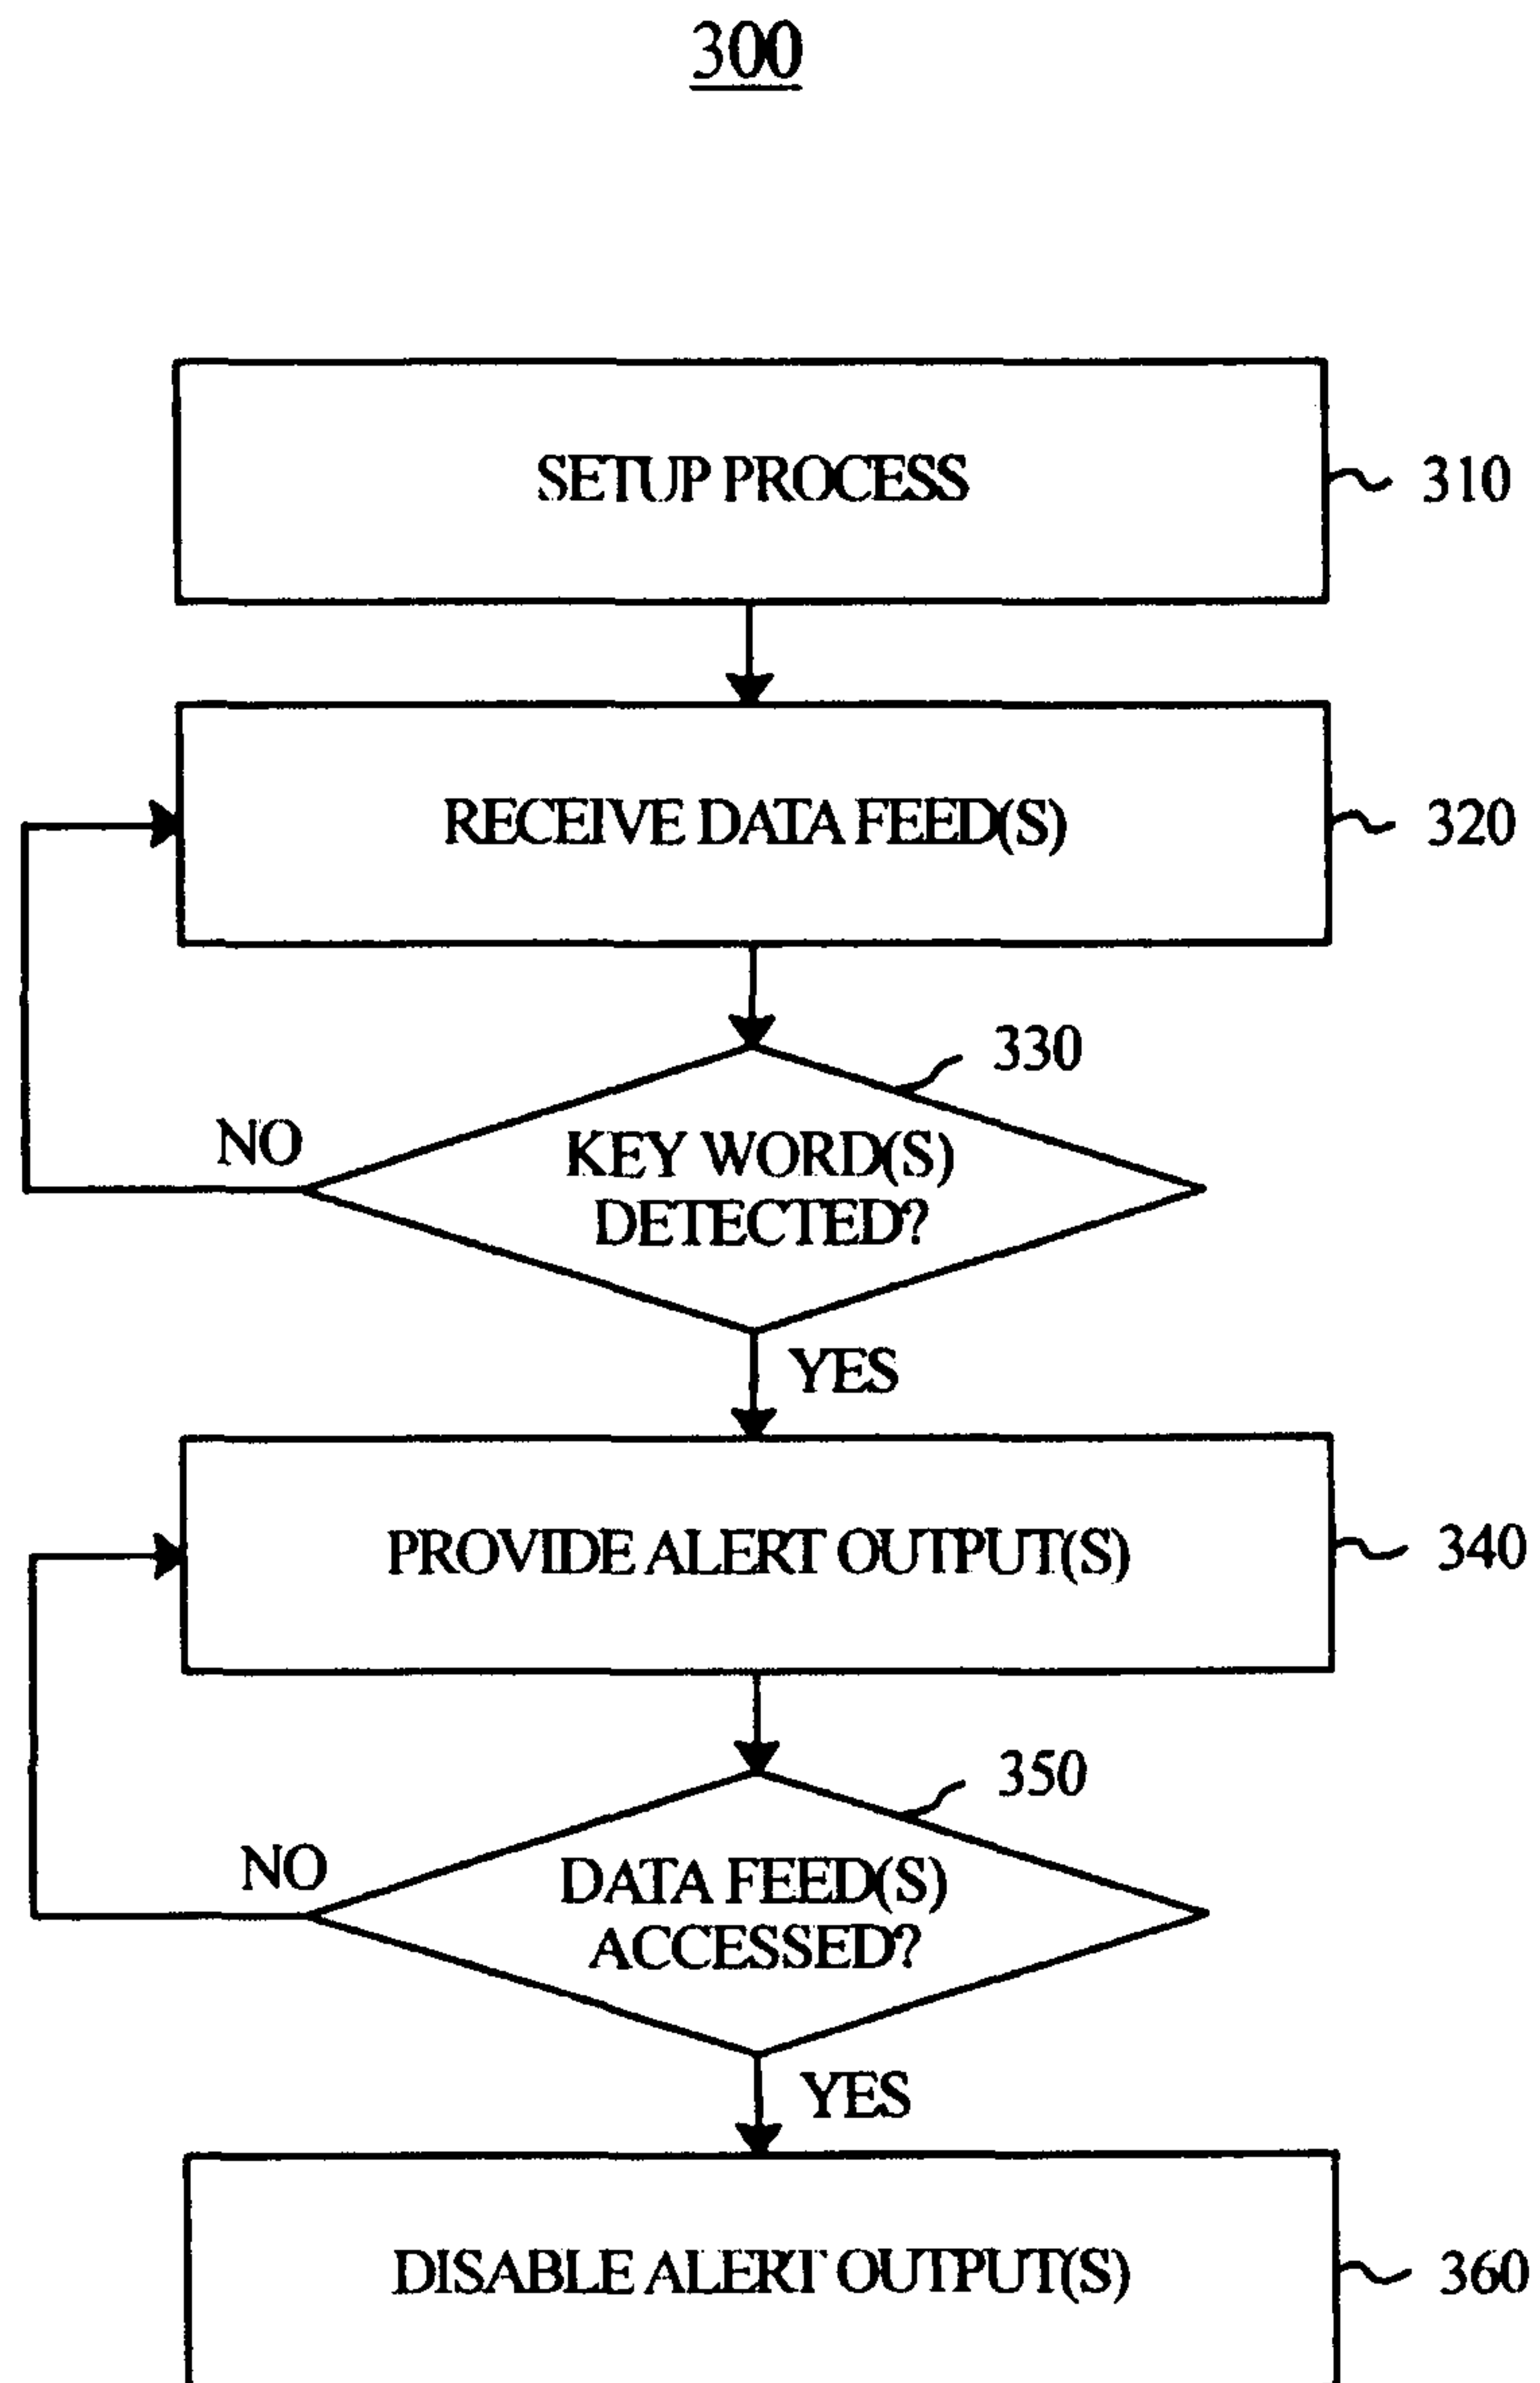 300
SETUP PROCESS
310
RECEIVE DATA FEED(S)
320
330
NO
KEY WORD(S)
DETECTED?
YES
PROVIDE ALERT OUTPUT(S)
340
350
NO
DATA FEED(S)
ACCESSED?
YES
DISABLE ALERT OUTPUT(S)
360